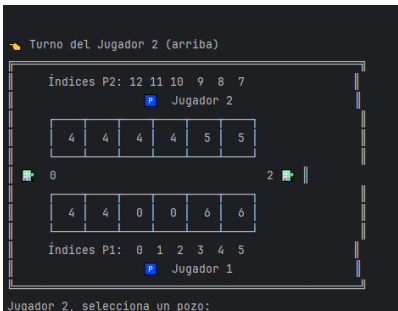 👈 Turno del Jugador 2 (arriba)
Índices P2: 12 11 10 9 8 7
🅿 Jugador 2
4 4 4 4 5 5
0 2
4 4 0 0 6 6
Índices P1: 0 1 2 3 4 5
🅿 Jugador 1
Jugador 2, selecciona un pozo: